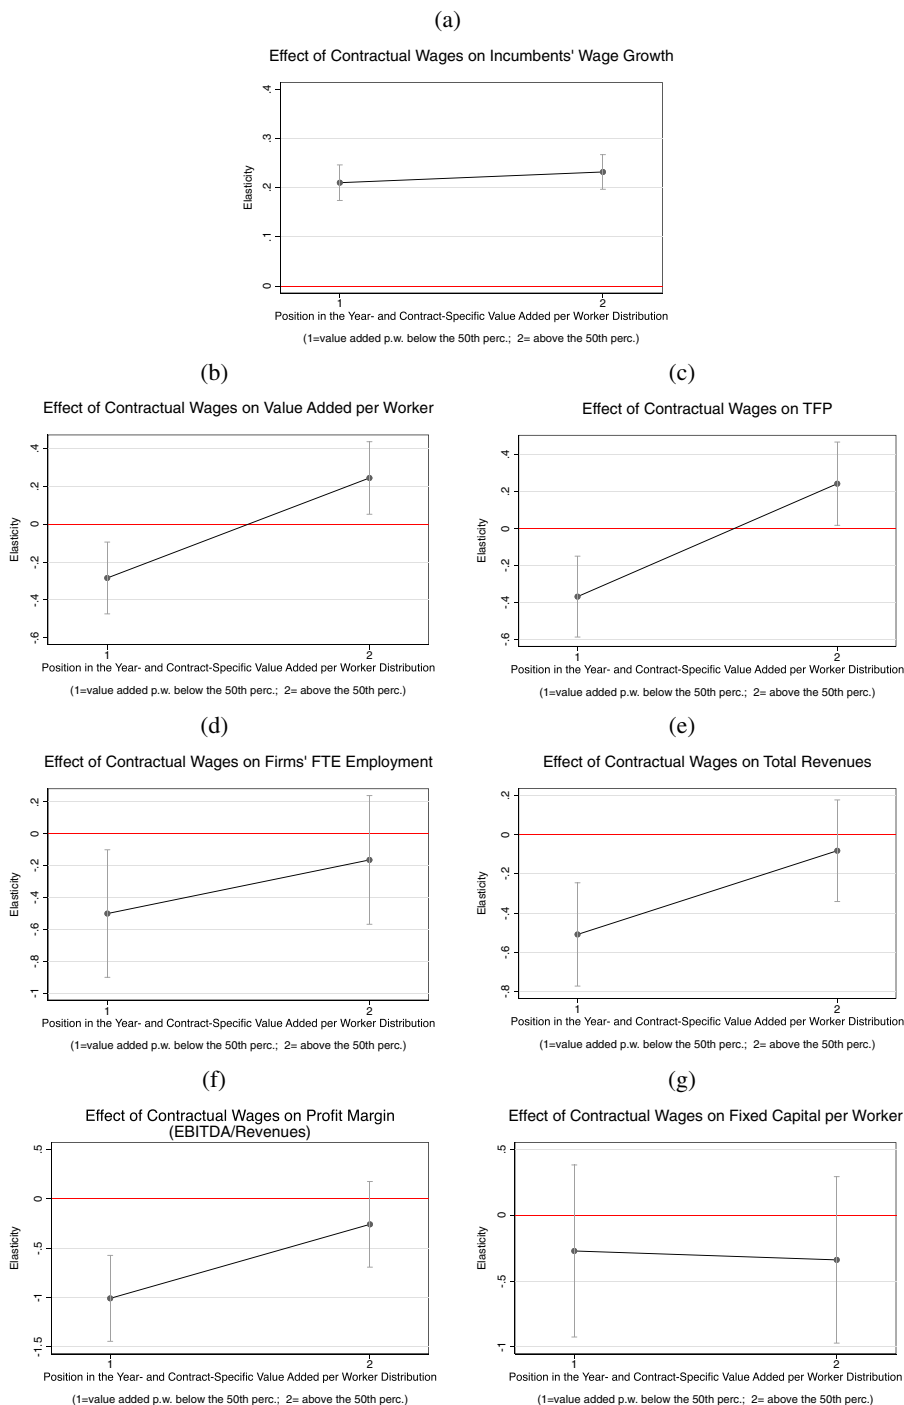 (a)
Effect of Contractual Wages on Incumbents' Wage Growth
Elasticity
.4
.3
.2
.1
0
1
2
Position in the Year- and Contract-Specific Value Added per Worker Distribution
(1=value added p.w. below the 50th perc.; 2= above the 50th perc.)
(b)
Effect of Contractual Wages on Value Added per Worker
Elasticity
.4
.2
0
-.2
-.4
-.6
1
2
Position in the Year- and Contract-Specific Value Added per Worker Distribution
(1=value added p.w. below the 50th perc.; 2= above the 50th perc.)
(c)
Effect of Contractual Wages on TFP
Elasticity
.4
.2
0
-.2
-.4
-.6
1
2
Position in the Year- and Contract-Specific Value Added per Worker Distribution
(1=value added p.w. below the 50th perc.; 2= above the 50th perc.)
(d)
Effect of Contractual Wages on Firms' FTE Employment
Elasticity
.2
0
-.2
-.4
-.6
-.8
-1
1
2
Position in the Year- and Contract-Specific Value Added per Worker Distribution
(1=value added p.w. below the 50th perc.; 2= above the 50th perc.)
(e)
Effect of Contractual Wages on Total Revenues
Elasticity
.2
0
-.2
-.4
-.6
-.8
1
2
Position in the Year- and Contract-Specific Value Added per Worker Distribution
(1=value added p.w. below the 50th perc.; 2= above the 50th perc.)
(f)
Effect of Contractual Wages on Profit Margin
(EBITDA/Revenues)
Elasticity
.5
0
-.5
-1
-1.5
1
2
Position in the Year- and Contract-Specific Value Added per Worker Distribution
(1=value added p.w. below the 50th perc.; 2= above the 50th perc.)
(g)
Effect of Contractual Wages on Fixed Capital per Worker
Elasticity
.5
0
-.5
-1
1
2
Position in the Year- and Contract-Specific Value Added per Worker Distribution
(1=value added p.w. below the 50th perc.; 2= above the 50th perc.)